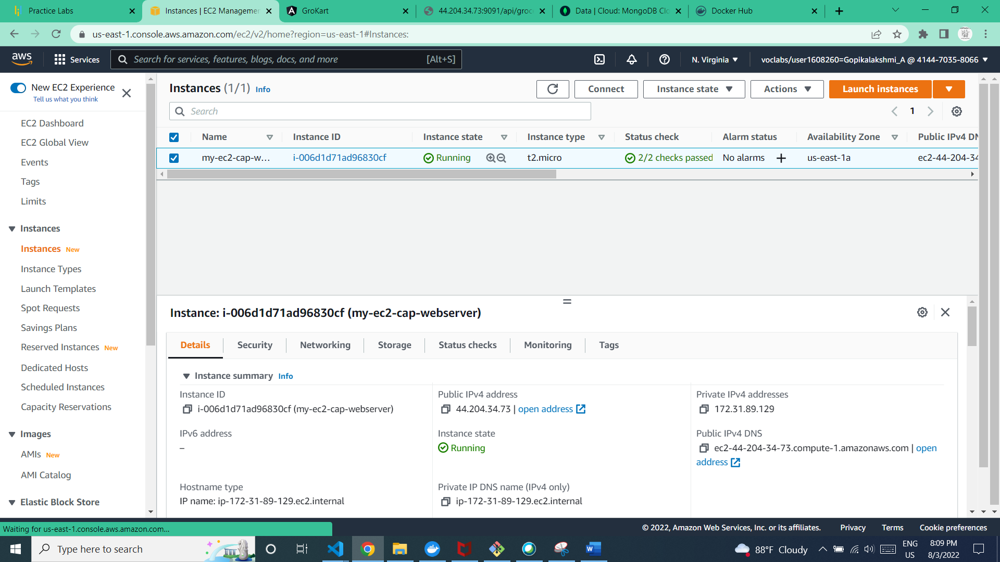 Practice Labs
Instances | EC2 Managemen
GroKart
44.204.34.73:9091/api/groc
Data | Cloud: MongoDB Clo
Docker Hub
us-east-1.console.aws.amazon.com/ec2/v2/home?region=us-east-1#Instances:
aws
Services
Search for services, features, blogs, docs, and more
[Alt+S]
N. Virginia
voclabs/user1608260=Gopikalakshmi_A @ 4144-7035-8066
New EC2 Experience
Tell us what you think
EC2 Dashboard
EC2 Global View
Events
Tags
Limits
Instances
Instances New
Instance Types
Launch Templates
Spot Requests
Savings Plans
Reserved Instances New
Dedicated Hosts
Scheduled Instances
Capacity Reservations
Images
AMIs New
AMI Catalog
Elastic Block Store
Instances (1/1) Info
Connect
Instance state
Actions
Launch instances
Search
1
Name
Instance ID
Instance state
Instance type
Status check
Alarm status
Availability Zone
Public IPv4 DN
my-ec2-cap-w...
i-006d1d71ad96830cf
Running
t2.micro
2/2 checks passed
No alarms
us-east-1a
ec2-44-204-34
Instance: i-006d1d71ad96830cf (my-ec2-cap-webserver)
Details
Security
Networking
Storage
Status checks
Monitoring
Tags
Instance summary Info
Instance ID
i-006d1d71ad96830cf (my-ec2-cap-webserver)
Public IPv4 address
44.204.34.73 | open address
Private IPv4 addresses
172.31.89.129
IPv6 address
–
Instance state
Running
Public IPv4 DNS
ec2-44-204-34-73.compute-1.amazonaws.com | open
address
Hostname type
IP name: ip-172-31-89-129.ec2.internal
Private IP DNS name (IPv4 only)
ip-172-31-89-129.ec2.internal
Waiting for us-east-1.console.aws.amazon.com...
© 2022, Amazon Web Services, Inc. or its affiliates.
Privacy
Terms
Cookie preferences
Type here to search
88°F Cloudy
ENG
US
8:09 PM
8/3/2022